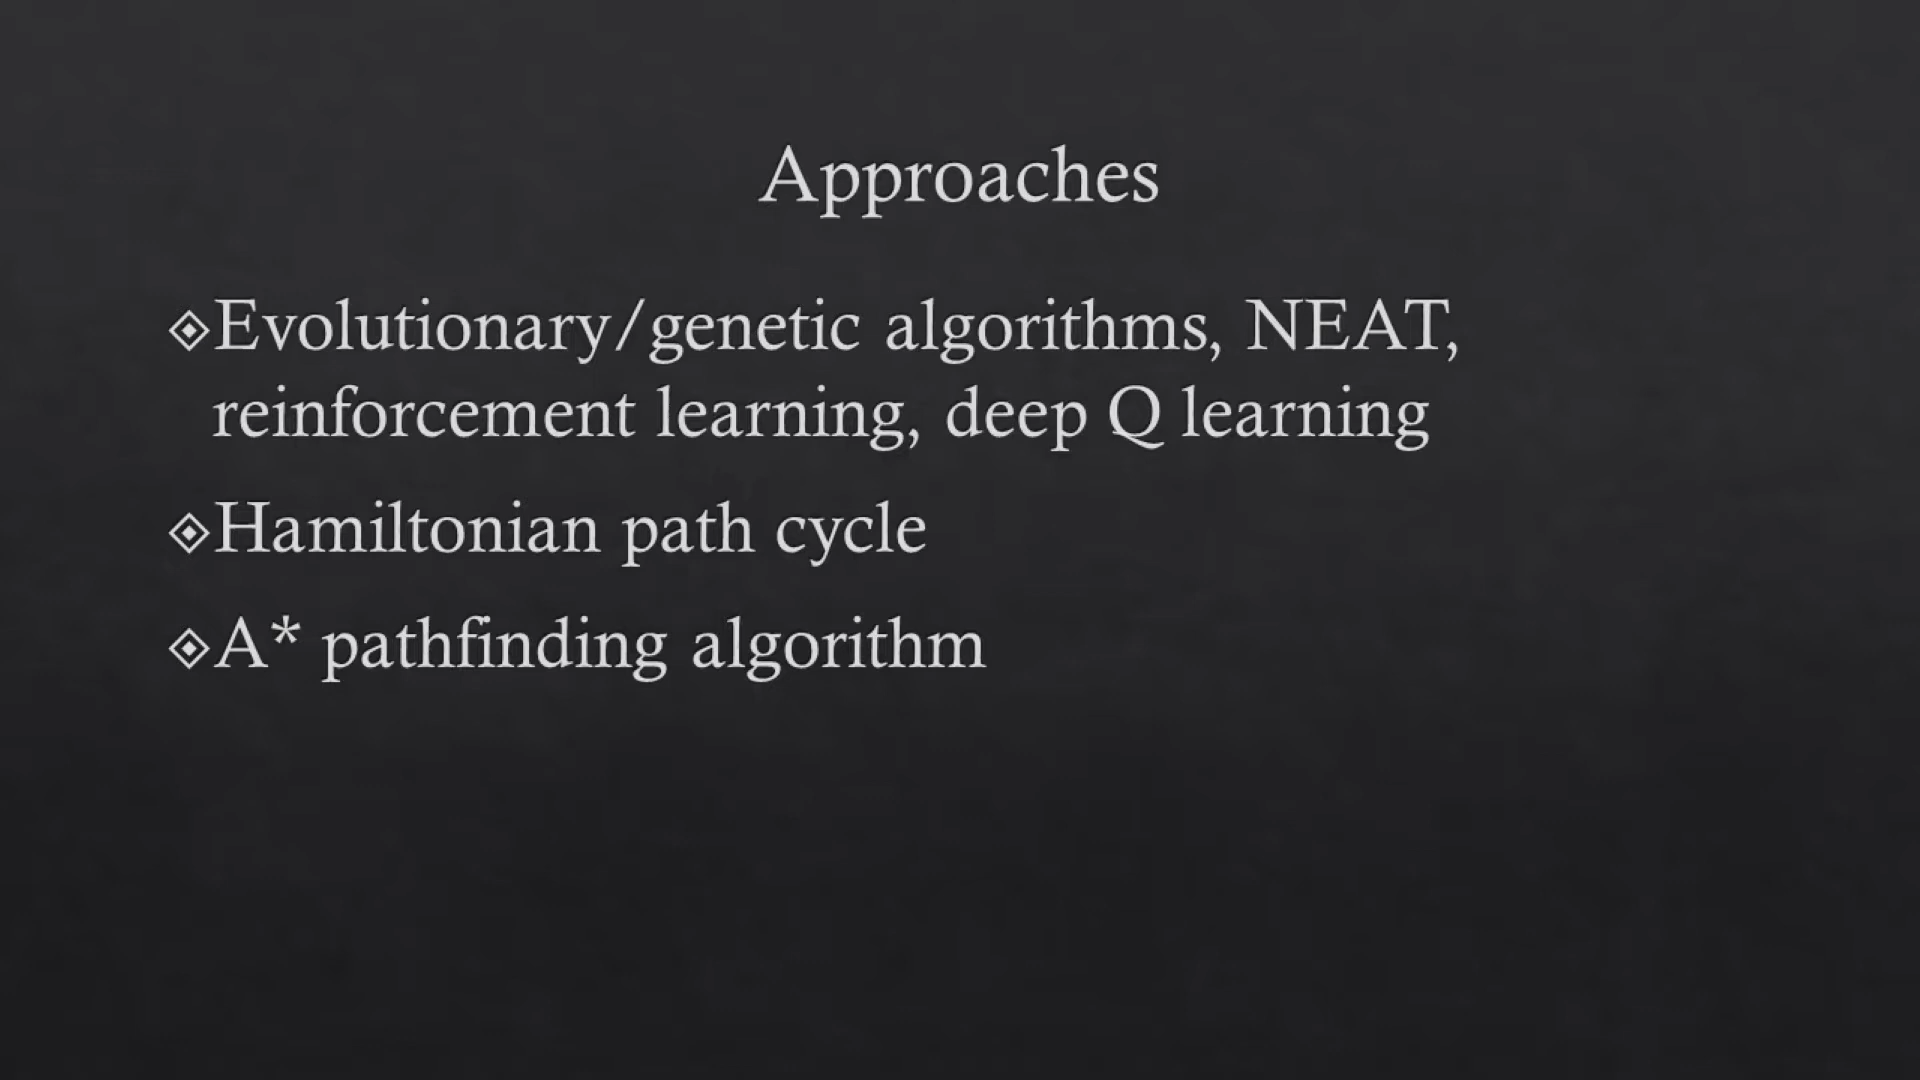 Approaches
Evolutionary/genetic algorithms, NEAT,
reinforcement learning, deep Q learning
Hamiltonian path cycle
A* pathfinding algorithm